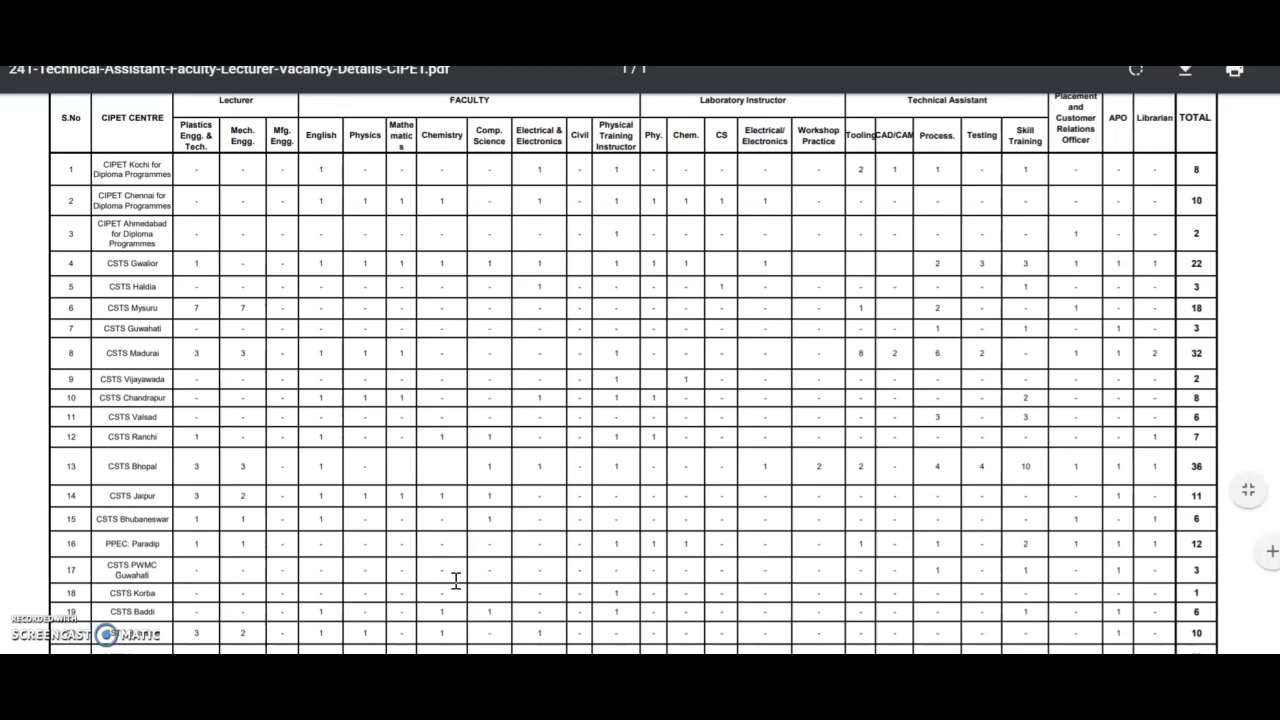 241-Technical-Assistant-Faculty-Lecturer-Vacancy-Details-CIPET.pdf 1 / 1
S.No CIPET CENTRE Lecturer FACULTY Laboratory Instructor Technical Assistant Placement and Customer Relations Officer APO Librarian TOTAL
Plastics Engg. & Tech. Mech. Engg. Mfg. Engg. English Physics Mathe matic s Chemistry Comp. Science Electrical & Electronics Civil Physical Training Instructor Phy. Chem. CS Electrical/ Electronics Workshop Practice Tooling CAD/CAM Process. Testing Skill Training
1 CIPET Kochi for Diploma Programmes - - - 1 - - - - 1 - 1 - - - - - 2 1 1 - 1 - - - 8
2 CIPET Chennai for Diploma Programmes - - - 1 1 1 1 - 1 - 1 1 1 1 1 - - - - - - - - - 10
3 CIPET Ahmedabad for Diploma Programmes - - - - - - - - - - 1 - - - - - - - - - - 1 - - 2
4 CSTS Gwalior 1 - - 1 1 1 1 1 1 - 1 1 1 1 2 3 3 1 1 1 22
5 CSTS Haldia - - - - - - - - 1 - - - - 1 - - - - - - 1 - - - 3
6 CSTS Mysuru 7 7 - - - - - - - - - - - - - - 1 - 2 - - 1 - - 18
7 CSTS Guwahati - - - - - - - - - - - - - - - - - - 1 - 1 - 1 - 3
8 CSTS Madurai 3 3 - 1 1 1 - - - - 1 - - - - - 8 2 6 2 - 1 1 2 32
9 CSTS Vijayawada - - - - - - - - - - 1 - 1 - - - - - - - - - - - 2
10 CSTS Chandrapur - - - 1 1 1 - - 1 - 1 1 - - - - - - - - 2 - - - 8
11 CSTS Valsad - - - - - - - - - - - - - - - - - - 3 - 3 - - - 6
12 CSTS Ranchi 1 - - 1 - - 1 1 - - 1 1 - - - - - - - - - - - 1 7
13 CSTS Bhopal 3 3 - 1 - 1 1 - 1 - - - 1 2 2 - 4 4 10 1 1 1 36
14 CSTS Jaipur 3 2 - 1 1 1 1 1 - - - - - - - - - - - - - - 1 - 11
15 CSTS Bhubaneswar 1 1 - 1 - - - 1 - - - - - - - - - - - - - 1 - 1 6
16 PPEC: Paradip 1 1 - - - - - - - - 1 1 1 - - - 1 - 1 - 2 1 1 1 12
17 CSTS PWMC Guwahati - - - - - - - - - - - - - - - - - - 1 - 1 - 1 - 3
18 CSTS Korba - - - - - - - - - - 1 - - - - - - - - - - - - - 1
19 CSTS Baddi - - - 1 - - 1 1 - - 1 - - - - - - - - - 1 - 1 - 6
3 2 - 1 1 - 1 - 1 - - - - - - - - - - - - - 1 - 10
RECORDED WITH
SCREENCAST MATIC